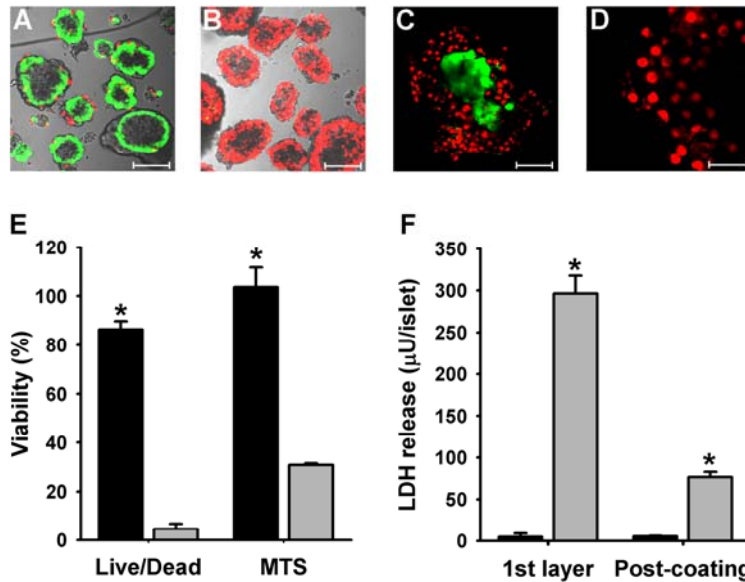 A
B
C
D
E
F
120
100
80
60
40
20
0
Viability (%)
*
*
Live/Dead
MTS
350
300
250
200
150
100
50
0
LDH release (µU/islet)
*
*
1st layer
Post-coating